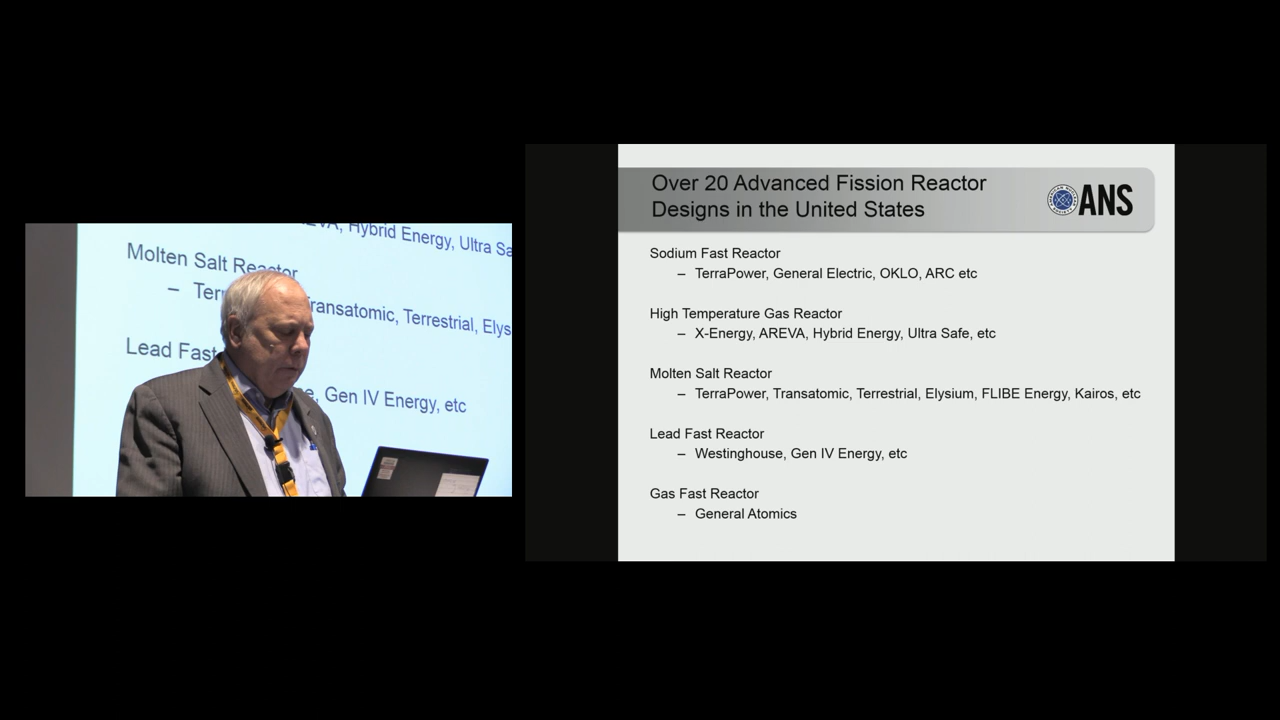 EVA, Hybrid Energy, Ultra Sa
Molten Salt Reactor
– Ter ransatomic, Terrestrial, Elys
Lead Fast
e, Gen IV Energy, etc
Over 20 Advanced Fission Reactor
Designs in the United States
ANS
Sodium Fast Reactor
– TerraPower, General Electric, OKLO, ARC etc
High Temperature Gas Reactor
– X-Energy, AREVA, Hybrid Energy, Ultra Safe, etc
Molten Salt Reactor
– TerraPower, Transatomic, Terrestrial, Elysium, FLIBE Energy, Kairos, etc
Lead Fast Reactor
– Westinghouse, Gen IV Energy, etc
Gas Fast Reactor
– General Atomics